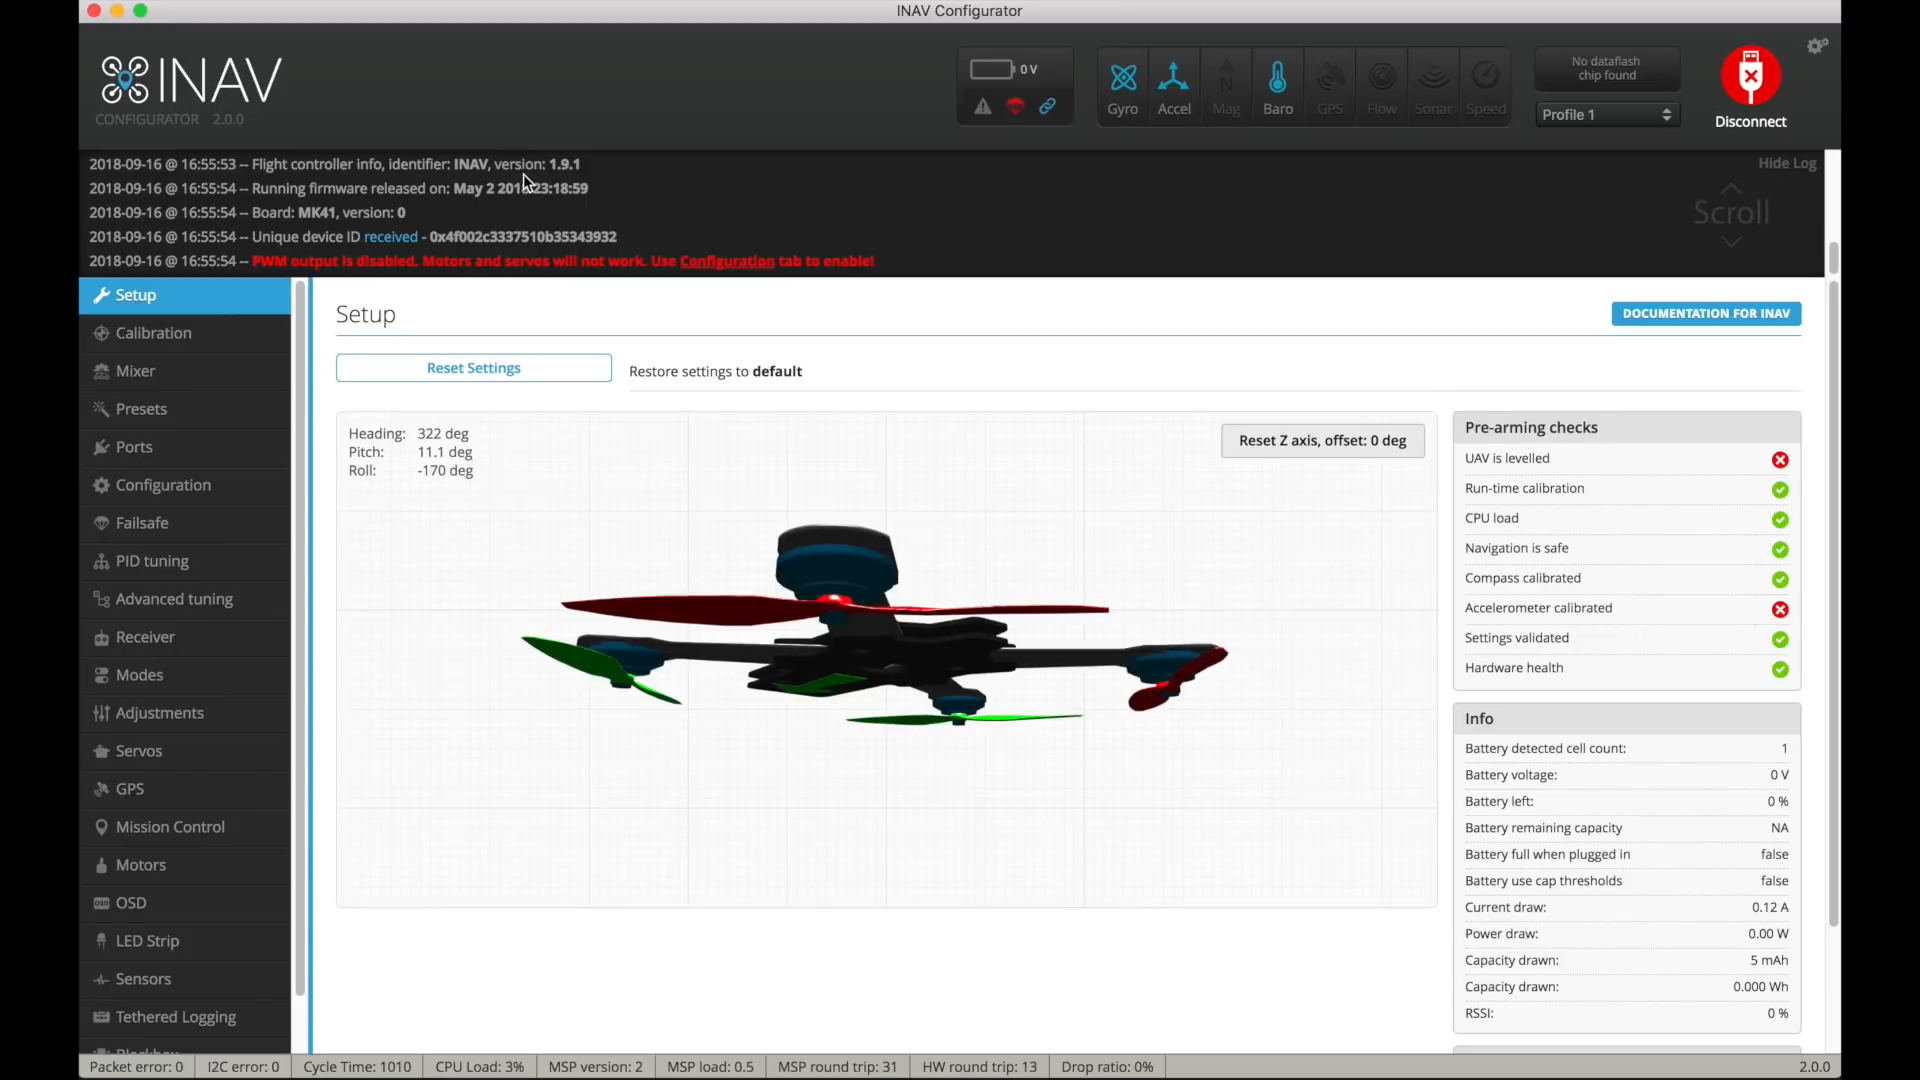 INAV Configurator
INAV
CONFIGURATOR 2.0.0
0 V
Gyro Accel Mag Baro GPS Flow Sonar Speed
No dataflash
chip found
Profile 1
Disconnect
2018-09-16 @ 16:55:53 -- Flight controller info, identifier: INAV, version: 1.9.1
2018-09-16 @ 16:55:54 -- Running firmware released on: May 2 2018 23:18:59
2018-09-16 @ 16:55:54 -- Board: MK41, version: 0
2018-09-16 @ 16:55:54 -- Unique device ID received - 0x4f002c3337510b35343932
2018-09-16 @ 16:55:54 -- PWM output is disabled. Motors and servos will not work. Use Configuration tab to enable!
Hide Log
Scroll
Setup
Calibration
Mixer
Presets
Ports
Configuration
Failsafe
PID tuning
Advanced tuning
Receiver
Modes
Adjustments
Servos
GPS
Mission Control
Motors
OSD
LED Strip
Sensors
Tethered Logging
Blackbox
Setup
DOCUMENTATION FOR INAV
Reset Settings
Restore settings to default
Heading: 322 deg
Pitch: 11.1 deg
Roll: -170 deg
Reset Z axis, offset: 0 deg
Pre-arming checks
UAV is levelled
Run-time calibration
CPU load
Navigation is safe
Compass calibrated
Accelerometer calibrated
Settings validated
Hardware health
Info
Battery detected cell count: 1
Battery voltage: 0 V
Battery left: 0 %
Battery remaining capacity NA
Battery full when plugged in false
Battery use cap thresholds false
Current draw: 0.12 A
Power draw: 0.00 W
Capacity drawn: 5 mAh
Capacity drawn: 0.000 Wh
RSSI: 0 %
Packet error: 0 I2C error: 0 Cycle Time: 1010 CPU Load: 3% MSP version: 2 MSP load: 0.5 MSP round trip: 31 HW round trip: 13 Drop ratio: 0% 2.0.0